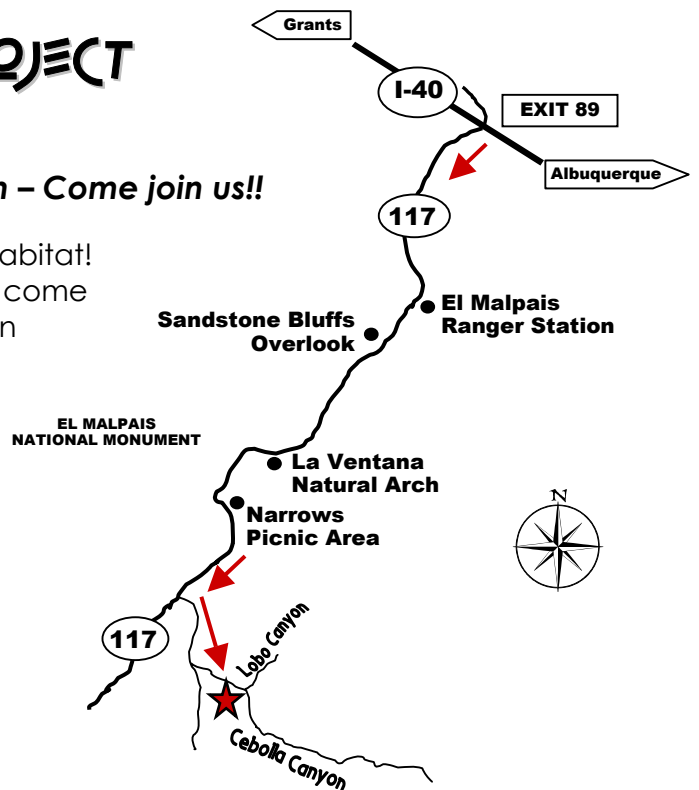 Grants
I-40
EXIT 89
Albuquerque
– Come join us!!
117
abitat!
come
El Malpais
Ranger Station
Sandstone Bluffs
Overlook
EL MALPAIS
NATIONAL MONUMENT
La Ventana
Natural Arch
Narrows
Picnic Area
N
117
Lobo Canyon
Cebolla Canyon